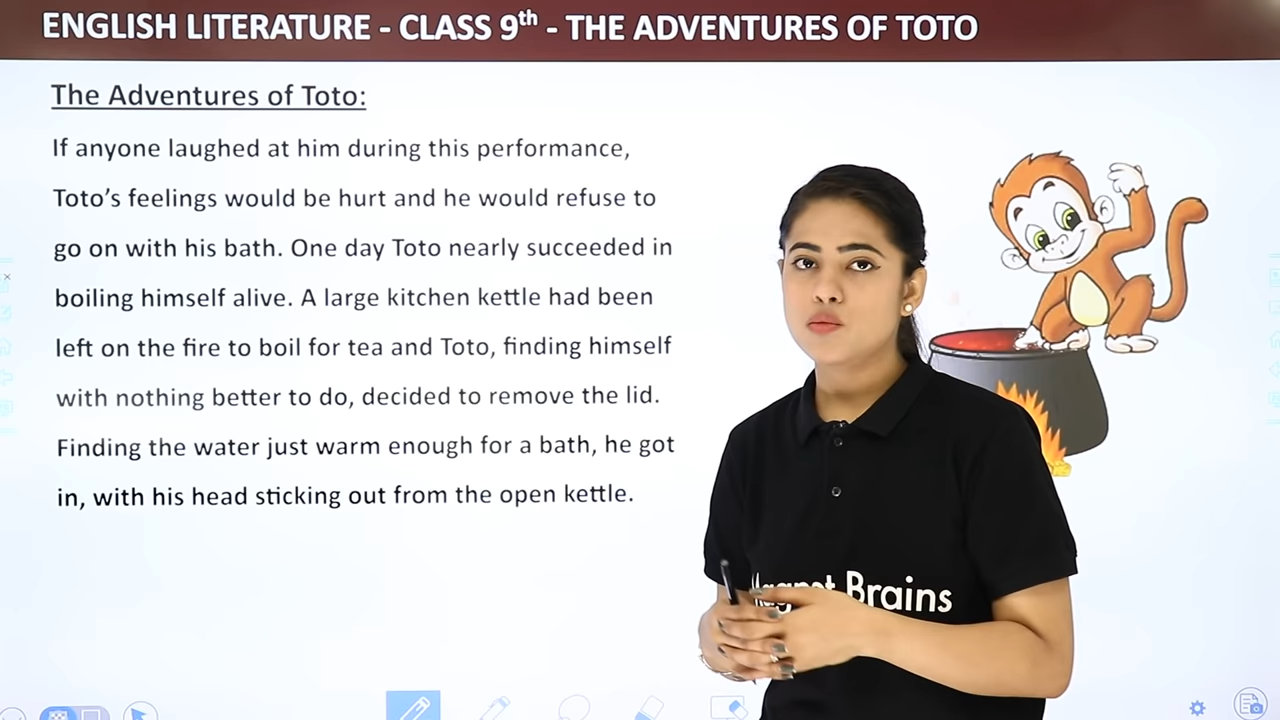 ENGLISH LITERATURE - CLASS 9th - THE ADVENTURES OF TOTO
The Adventures of Toto:
If anyone laughed at him during this performance,
Toto's feelings would be hurt and he would refuse to
go on with his bath. One day Toto nearly succeeded in
boiling himself alive. A large kitchen kettle had been
left on the fire to boil for tea and Toto, finding himself
with nothing better to do, decided to remove the lid.
Finding the water just warm enough for a bath, he got
in, with his head sticking out from the open kettle.
Magnet Brains